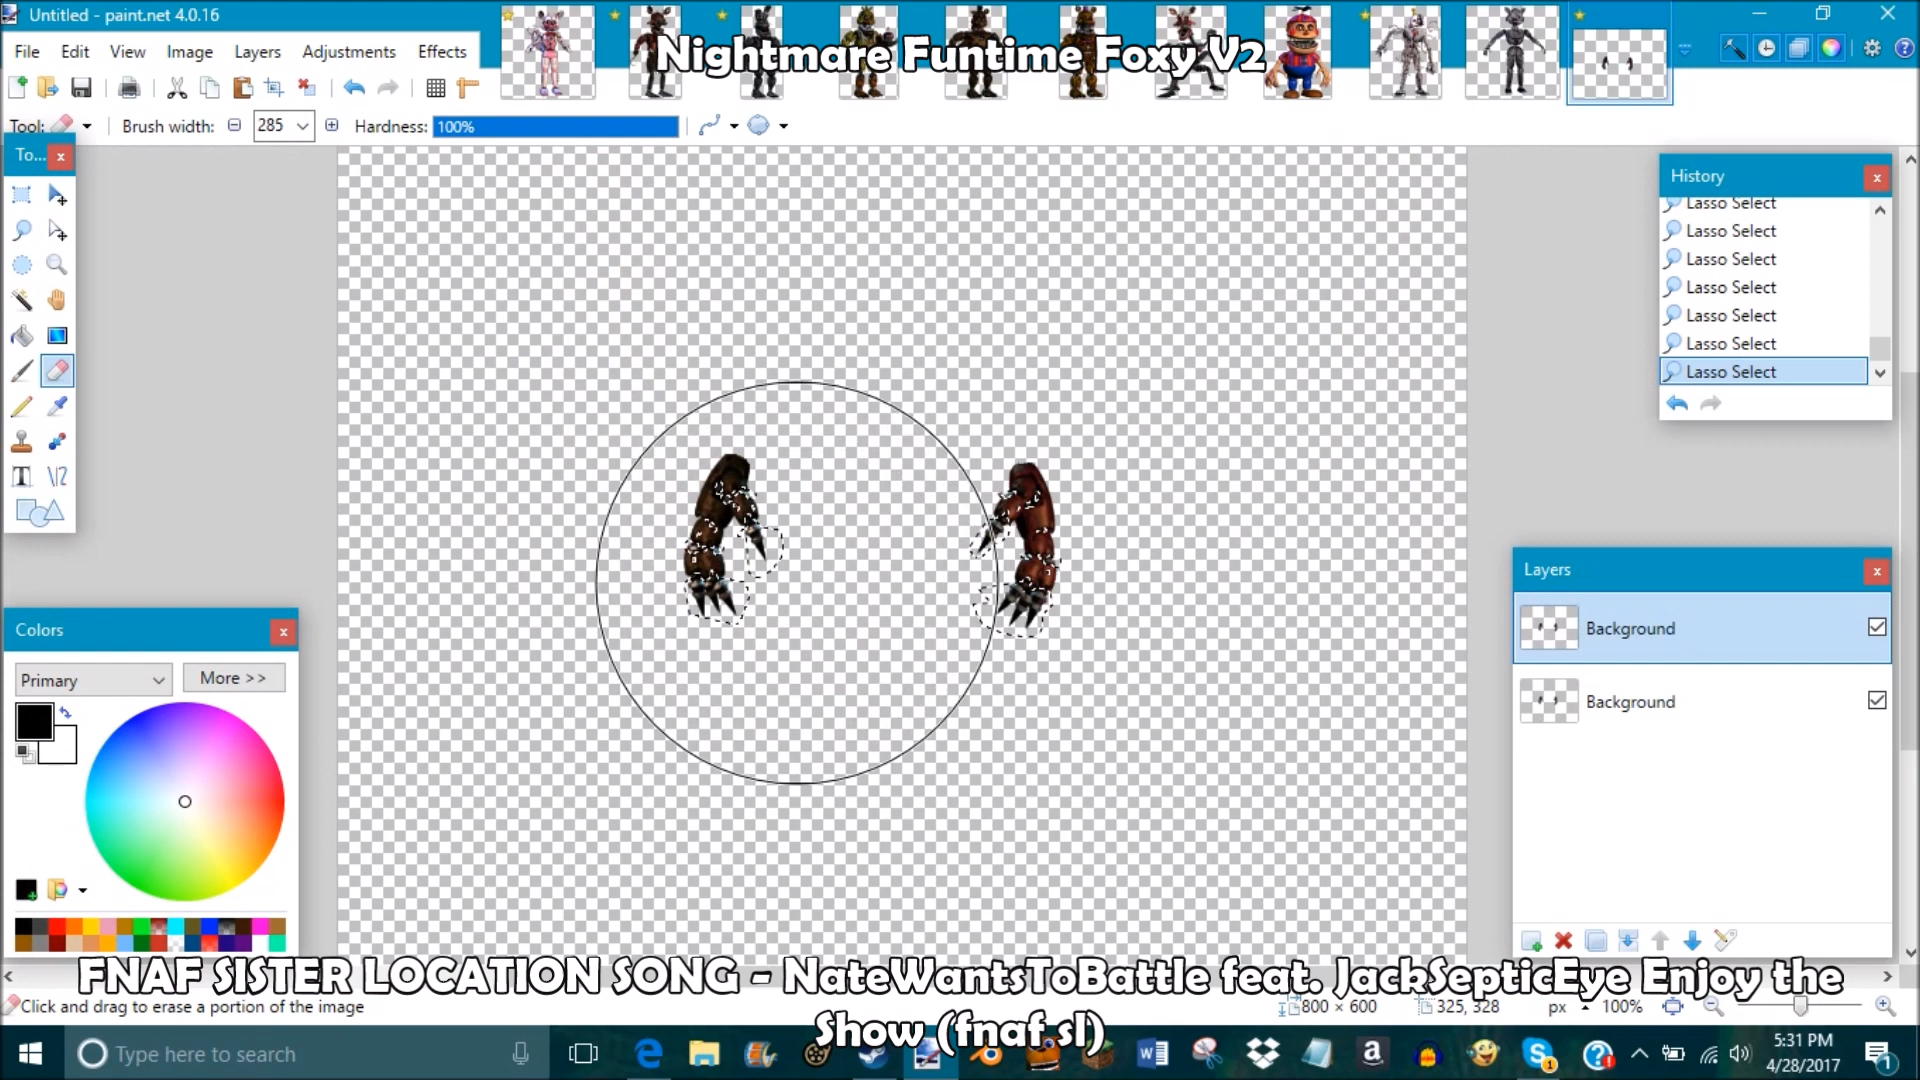 Untitled - paint.net 4.0.16
File Edit View Image Layers Adjustments Effects
Nightmare Funtime Foxy V2
Tool: Brush width: 285 Hardness: 100%
To...
History
Lasso Select
Lasso Select
Lasso Select
Lasso Select
Lasso Select
Lasso Select
Lasso Select
Layers
Background
Background
Colors
Primary
More >>
FNAF SISTER LOCATION SONG - NateWantsToBattle feat. JackSepticEye Enjoy the
Show (fnaf sl)
Click and drag to erase a portion of the image
800 × 600
325, 328
px
100%
Type here to search
5:31 PM
4/28/2017